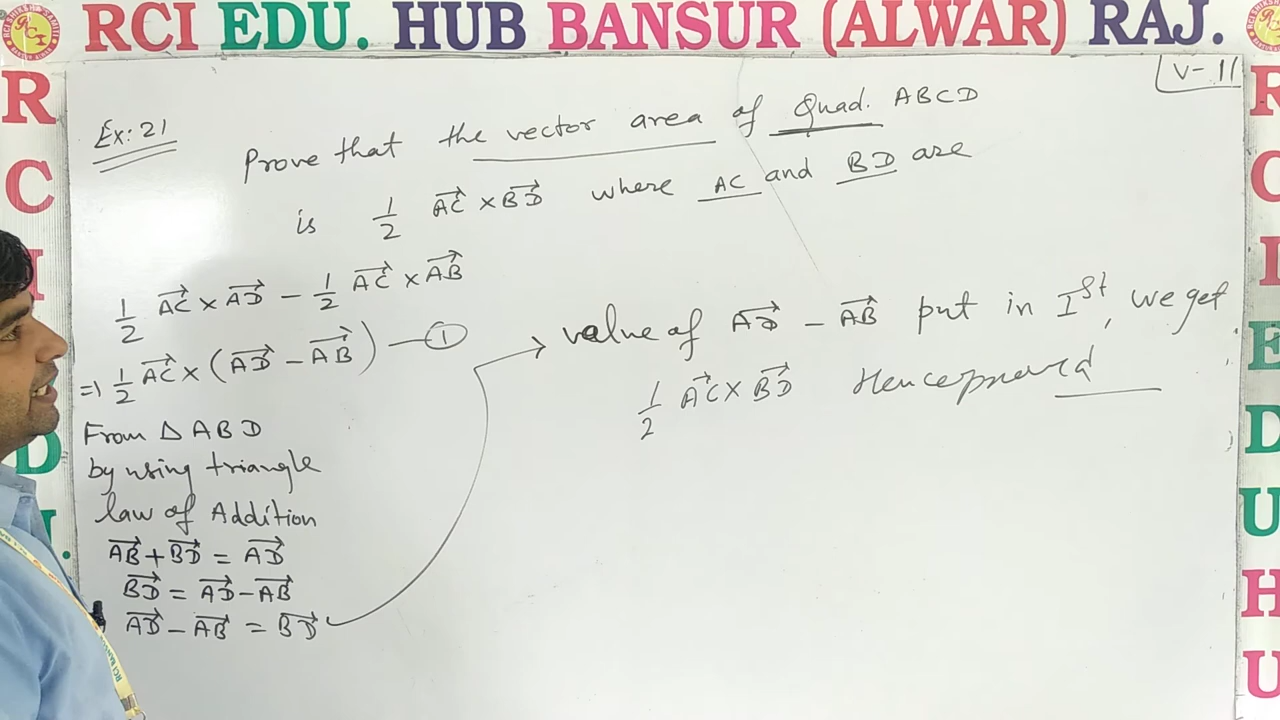 RCI EDU. HUB BANSUR (ALWAR) RAJ.
V-11
Ex: 21
Prove that the vector area of Quad. ABCD
is 1/2 AC⃗ × BD⃗ where AC and BD are
1/2 AC⃗ × AD⃗ - 1/2 AC⃗ × AB⃗
=) 1/2 AC⃗ × (AD⃗ - AB⃗) — ①
From Δ ABD
by using triangle
law of Addition
AB⃗ + BD⃗ = AD⃗
BD⃗ = AD⃗ - AB⃗
AD⃗ - AB⃗ = BD⃗
value of AD⃗ - AB⃗ put in Ist, we get
1/2 AC⃗ × BD⃗ Hence proved
R
C
I
D
N.
R
C
I
E
D
U
H
U